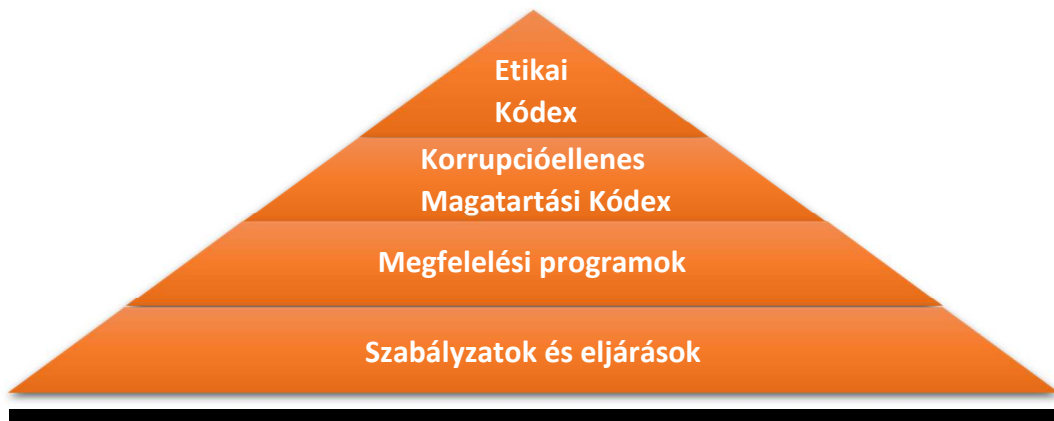 Etikai
Kódex
Korrupcióellenes
Magatartási Kódex
Megfelelési programok
Szabályzatok és eljárások